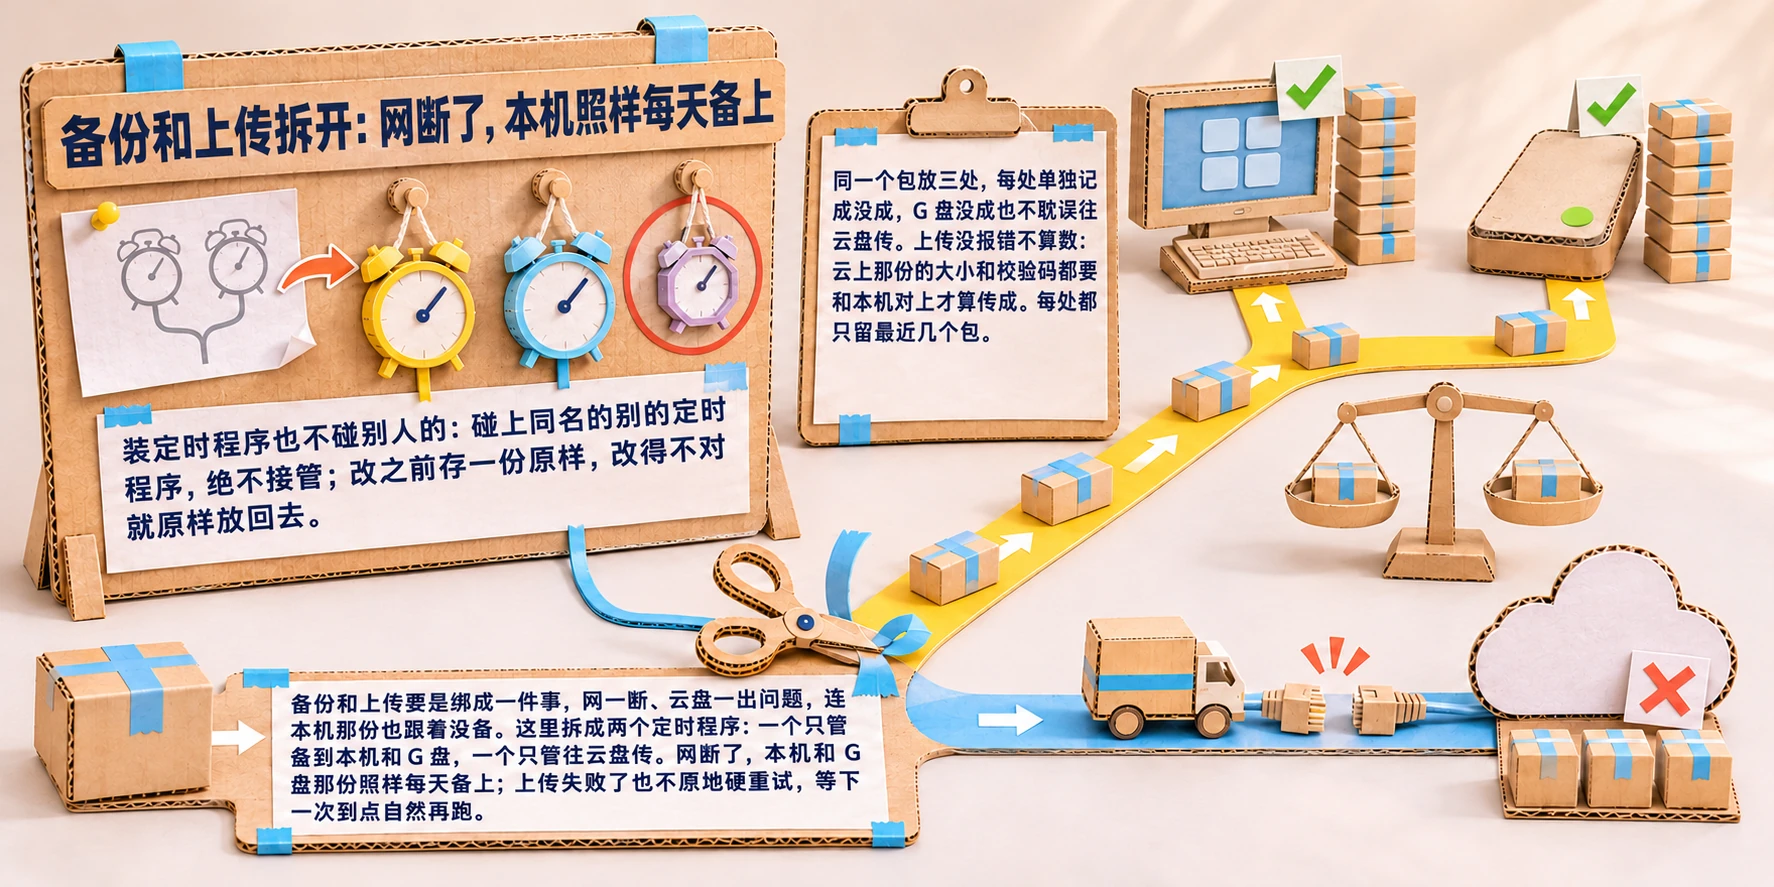 备份和上传拆开：网断了，本机照样每天备上
装定时程序也不碰别人的：碰上同名的别的定时
程序，绝不接管；改之前存一份原样，改得不对
就原样放回去。
同一个包放三处，每处单独记
成没成，G 盘没成也不耽误往
云盘传。上传没报错不算数：
云上那份的大小和校验码都要
和本机对上才算传成。每处都
只留最近几个包。
备份和上传要是绑成一件事，网一断、云盘一出问题，连
本机那份也跟着没备。这里拆成两个定时程序：一个只管
备到本机和 G 盘，一个只管往云盘传。网断了，本机和 G
盘那份照样每天备上；上传失败了也不原地硬重试，等下
一次到点自然再跑。